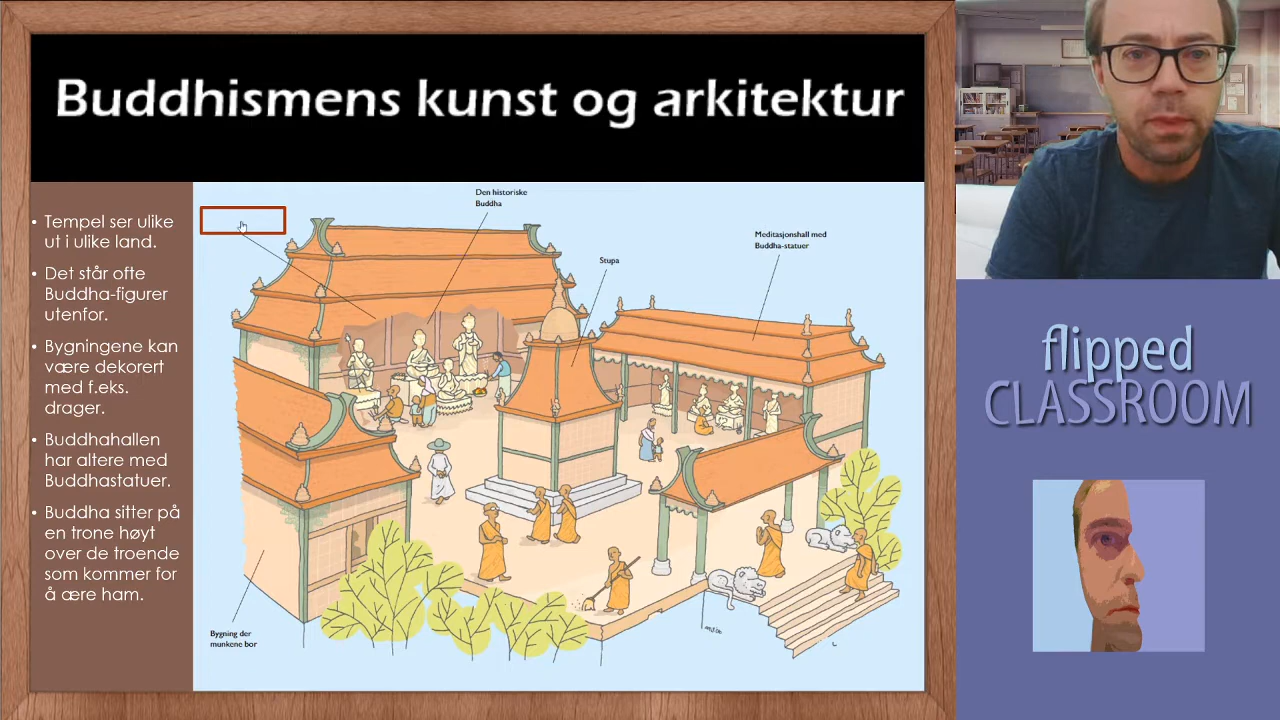 Buddhismens kunst og arkitektur
• Tempel ser ulike
ut i ulike land.
• Det står ofte
Buddha-figurer
utenfor.
• Bygningene kan
være dekorert
med f.eks.
drager.
• Buddhahallen
har altere med
Buddhastatuer.
• Buddha sitter på
en trone høyt
over de troende
som kommer for
å ære ham.
Den historiske
Buddha
Stupa
Meditasjonshall med
Buddha-statuer
Bygning der
munkene bor
flipped
CLASSROOM